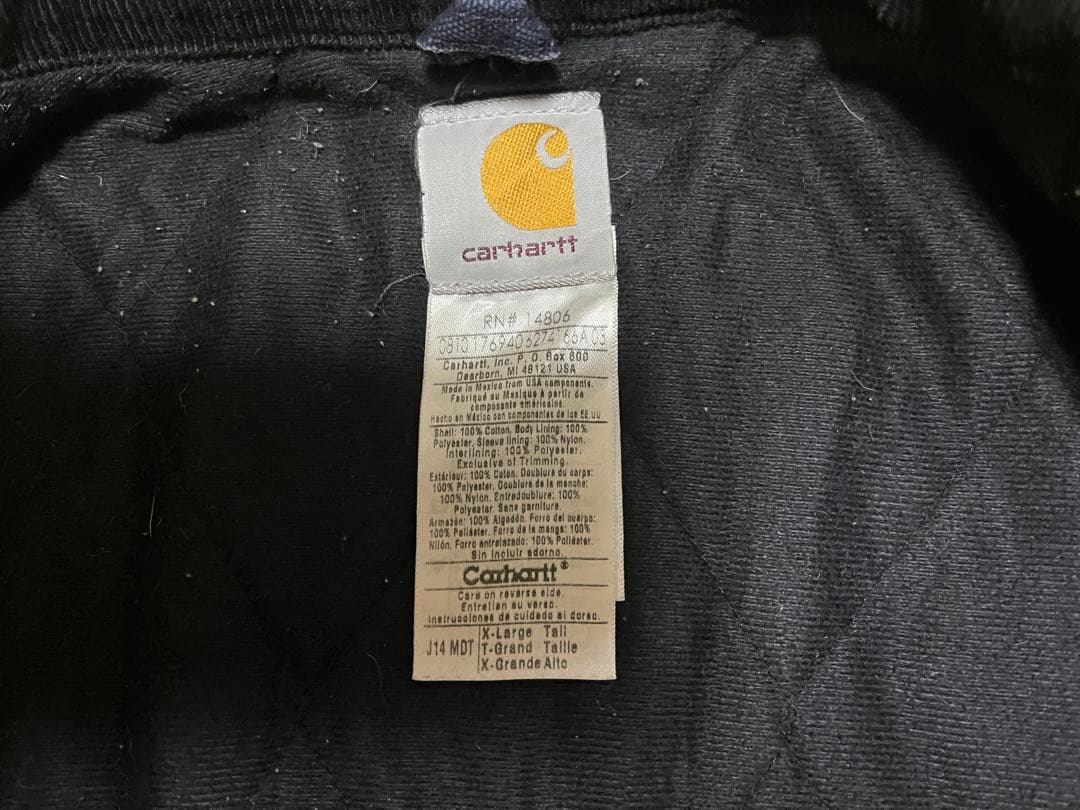 carhartt
RN# 14806
Carhartt, Inc. P. O. Box 600
Dearborn, MI 48121 USA
Made in Mexico from USA components.
Fabriqué au Mexique à partir de
composants américains.
Hecho en México con componentes de los EE.UU
Shell: 100% Cotton, Body Lining: 100%
Polyester, Sleeve lining: 100% Nylon,
Interlining: 100% Polyester.
Exclusive of Trimming.
Extérieur: 100% Coton. Doublure du corps:
100% Polyester. Doublure de la manche:
100% Nylon. Entredoublure: 100%
Polyester. Sans garniture.
Armazón: 100% Algodón. Forro del cuerpo:
100% Poliéster. Forro de la manga: 100%
Nilón. Forro entrelazado: 100% Poliéster.
Sin incluir adorno.
Carhartt®
Care on reverse side.
Entretien au verso.
Instrucciones de cuidado al dorso.
J14 MDT
X-Large Tall
T-Grand Taille
X-Grande Alto